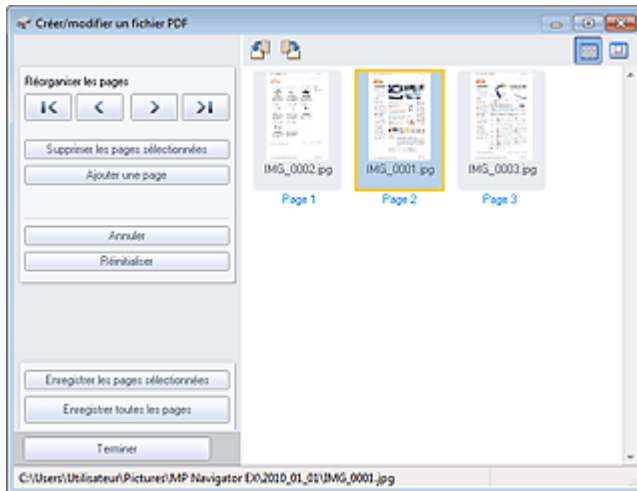 Créer/modifier un fichier PDF
Réorganiser les pages
Supprimer les pages sélectionnées
Ajouter une page
Annuler
Réinitialiser
Enregistrer les pages sélectionnées
Enregistrer toutes les pages
Terminer
IMG_0002.jpg IMG_0001.jpg IMG_0003.jpg
Page 1 Page 2 Page 3
C:\Users\Utilisateur\Pictures\MP Navigator EX\2010_01_01\IMG_0001.jpg